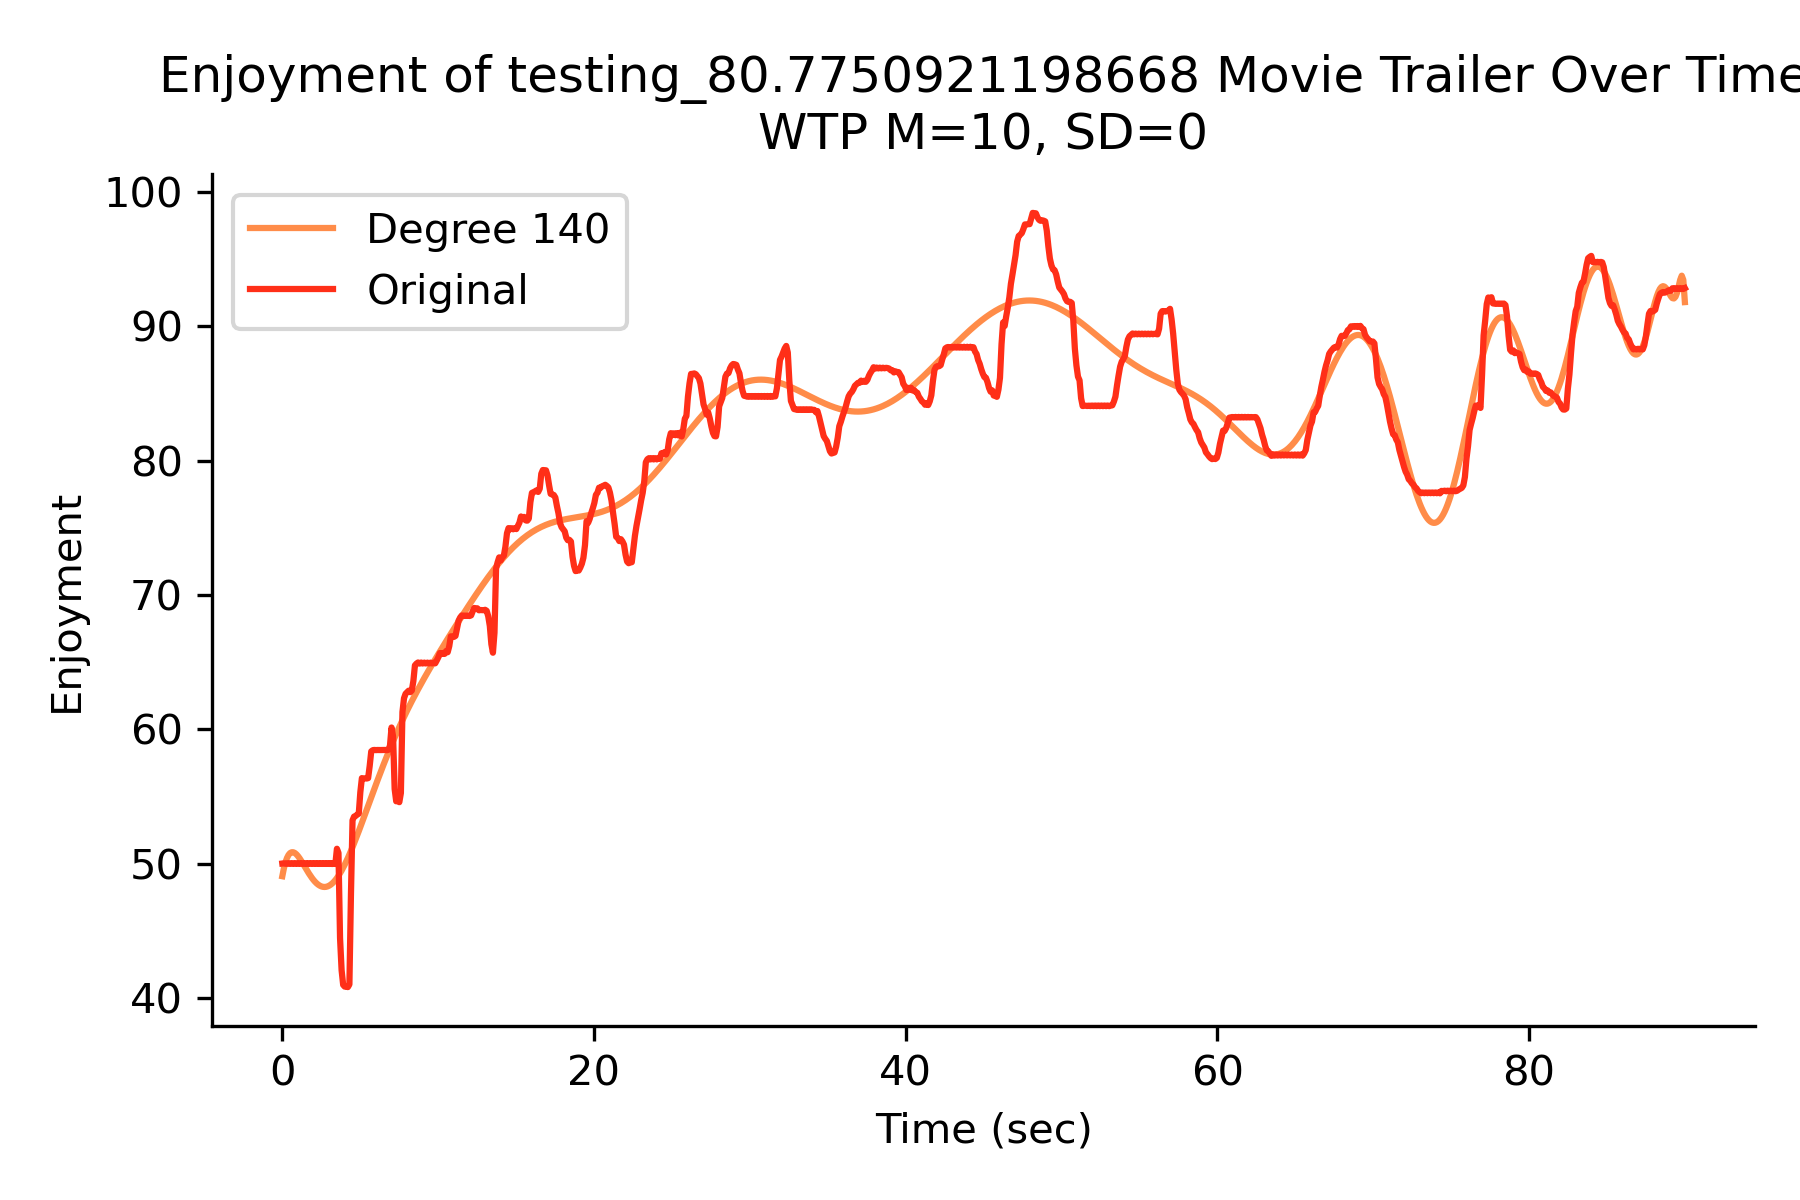 Enjoyment of testing_80.7750921198668 Movie Trailer Over Time
WTP M=10, SD=0
Degree 140
Original
Enjoyment
100
90
80
70
60
50
40
0 20 40 60 80
Time (sec)